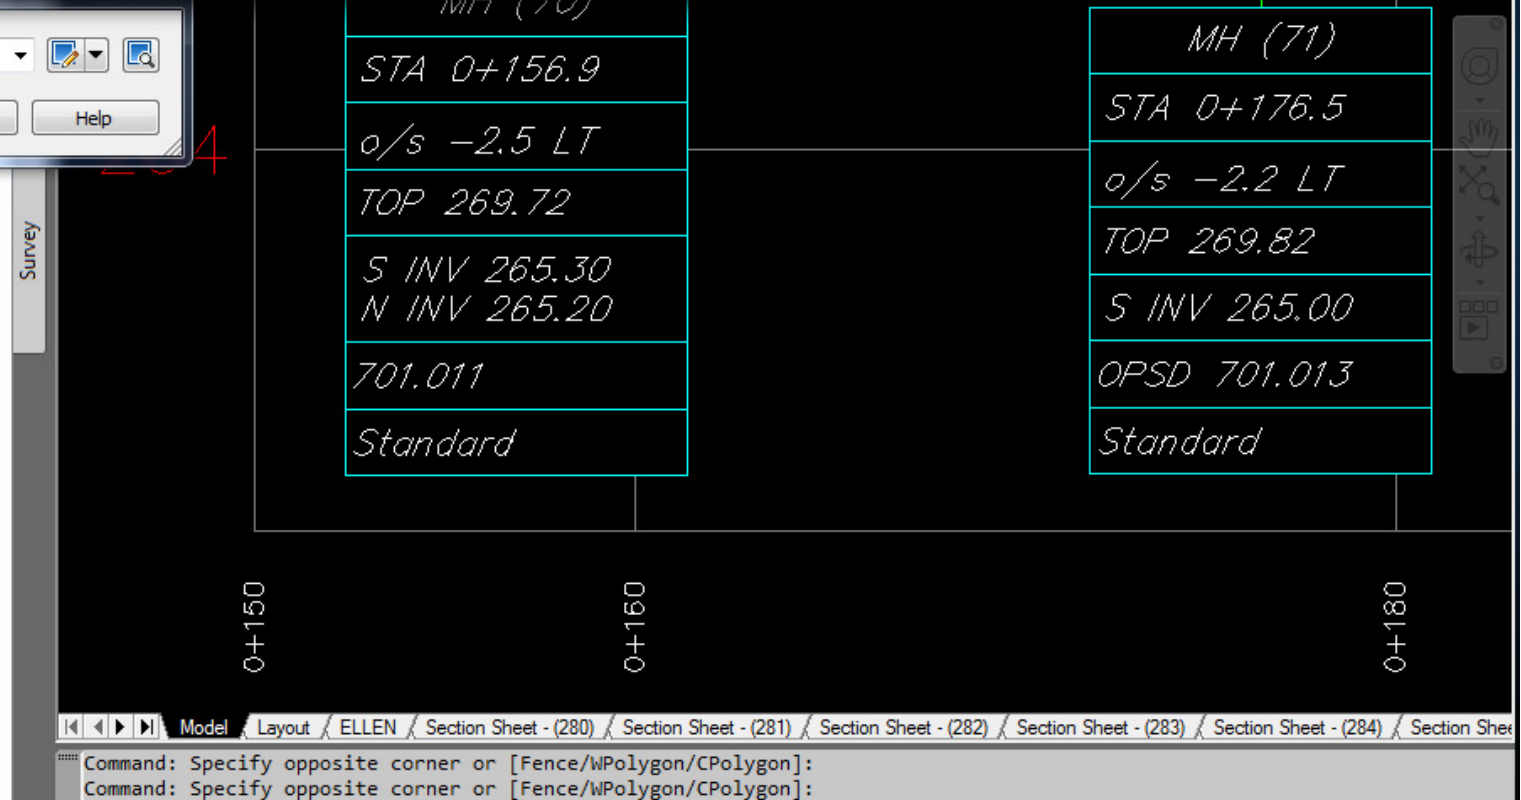 MH (70)
STA 0+156.9
o/s -2.5 LT
TOP 269.72
S INV 265.30
N INV 265.20
701.011
Standard
MH (71)
STA 0+176.5
o/s -2.2 LT
TOP 269.82
S INV 265.00
OPSD 701.013
Standard
Help
Survey
0+150
0+160
0+180
Model
Layout
ELLEN
Section Sheet - (280)
Section Sheet - (281)
Section Sheet - (282)
Section Sheet - (283)
Section Sheet - (284)
Section Shee
Command: Specify opposite corner or [Fence/WPolygon/CPolygon]:
Command: Specify opposite corner or [Fence/WPolygon/CPolygon]: